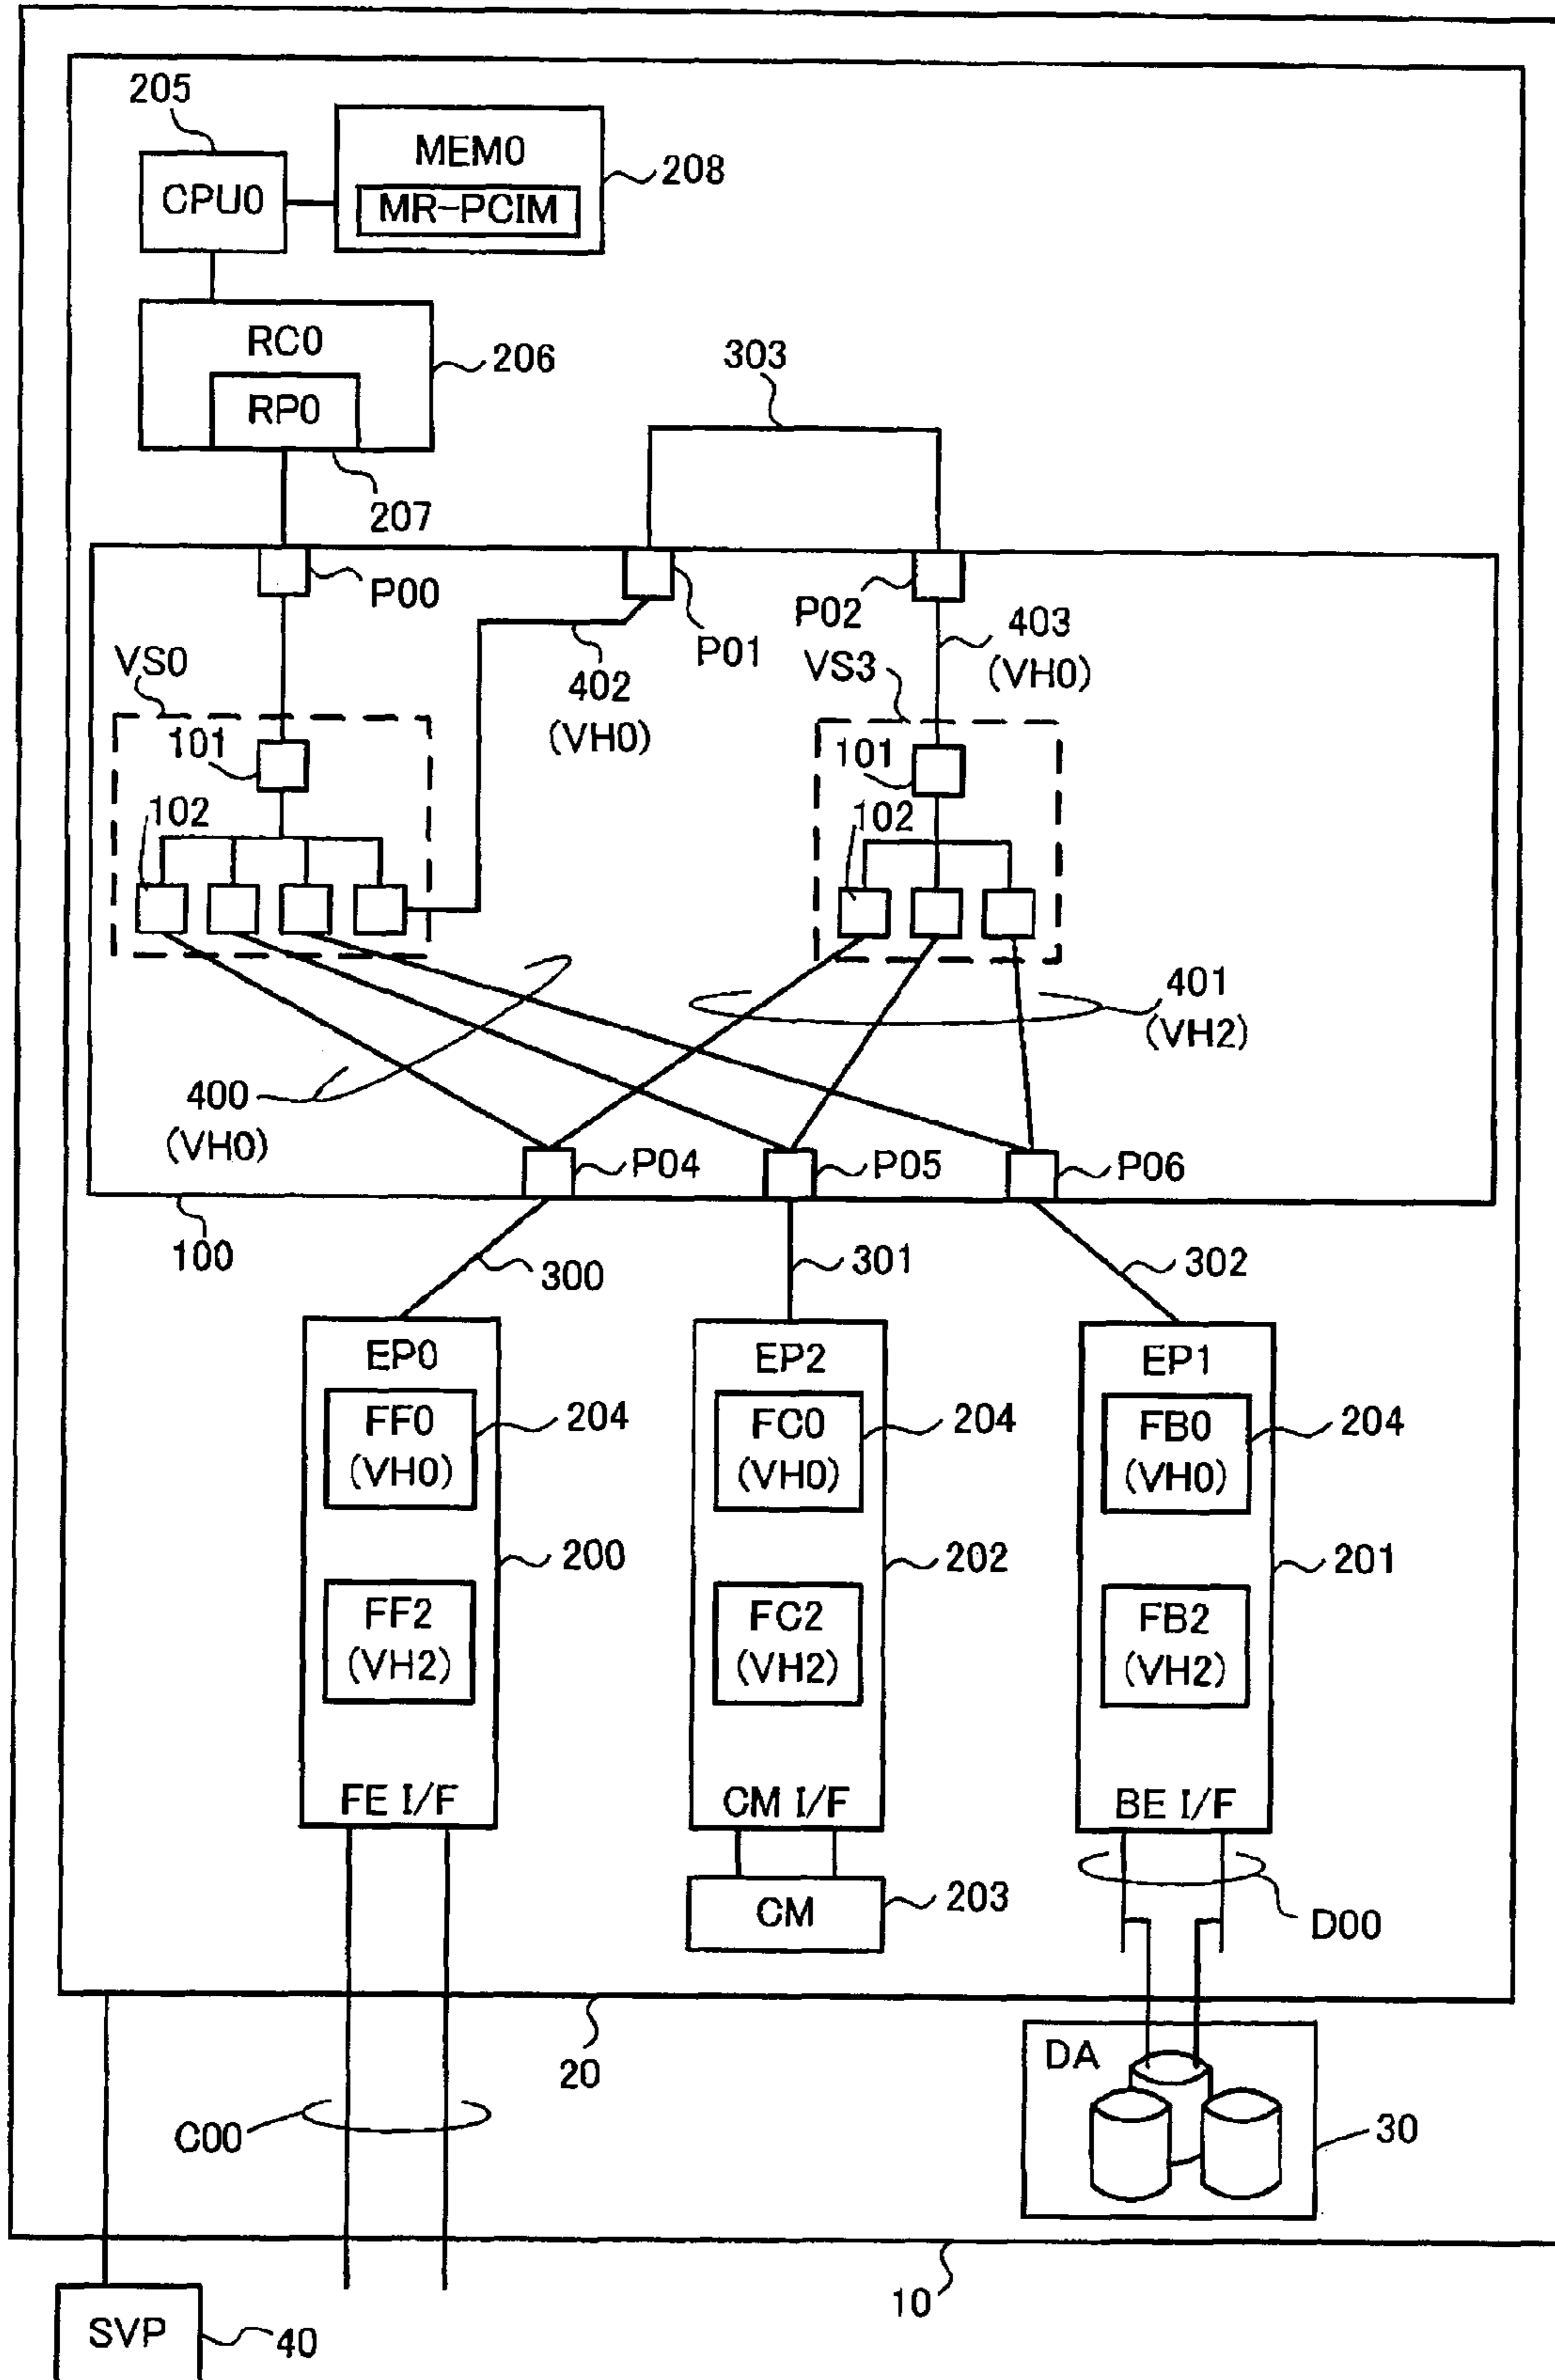 205
MEM0
208
CPU0
MR-PCIM
RC0
206
303
RP0
207
P00
P01
P02
403
(VH0)
VS0
VS3
402
(VH0)
101
101
102
102
401
(VH2)
400
(VH0)
P04
P05
P06
100
300
301
302
EP0
EP2
EP1
FF0
(VH0)
204
FC0
(VH0)
204
FB0
(VH0)
204
200
202
201
FF2
(VH2)
FC2
(VH2)
FB2
(VH2)
FE I/F
CM I/F
BE I/F
CM
203
D00
20
DA
C00
30
10
SVP
40